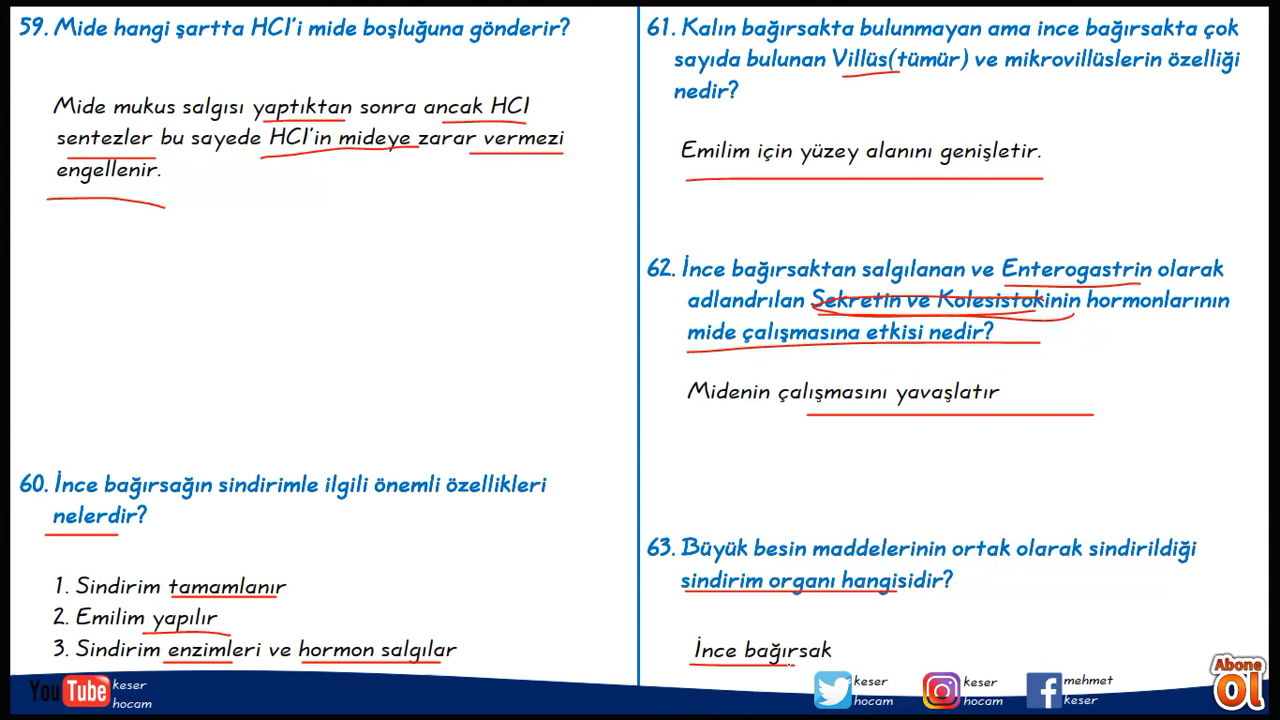 59. Mide hangi şartta HCl'i mide boşluğuna gönderir?
Mide mukus salgısı yaptıktan sonra ancak HCl
sentezler bu sayede HCl'in mideye zarar vermezi
engellenir.
60. İnce bağırsağın sindirimle ilgili önemli özellikleri
nelerdir?
1. Sindirim tamamlanır
2. Emilim yapılır
3. Sindirim enzimleri ve hormon salgılar
61. Kalın bağırsakta bulunmayan ama ince bağırsakta çok
sayıda bulunan Villüs(tümür) ve mikrovillüslerin özelliği
nedir?
Emilim için yüzey alanını genişletir.
62. İnce bağırsaktan salgılanan ve Enterogastrin olarak
adlandrılan Sekretin ve Kolesistokinin hormonlarının
mide çalışmasına etkisi nedir?
Midenin çalışmasını yavaşlatır
63. Büyük besin maddelerinin ortak olarak sindirildiği
sindirim organı hangisidir?
İnce bağırsak
YouTube keser
hocam
keser
hocam
keser
hocam
mehmet
keser
Abone
OL